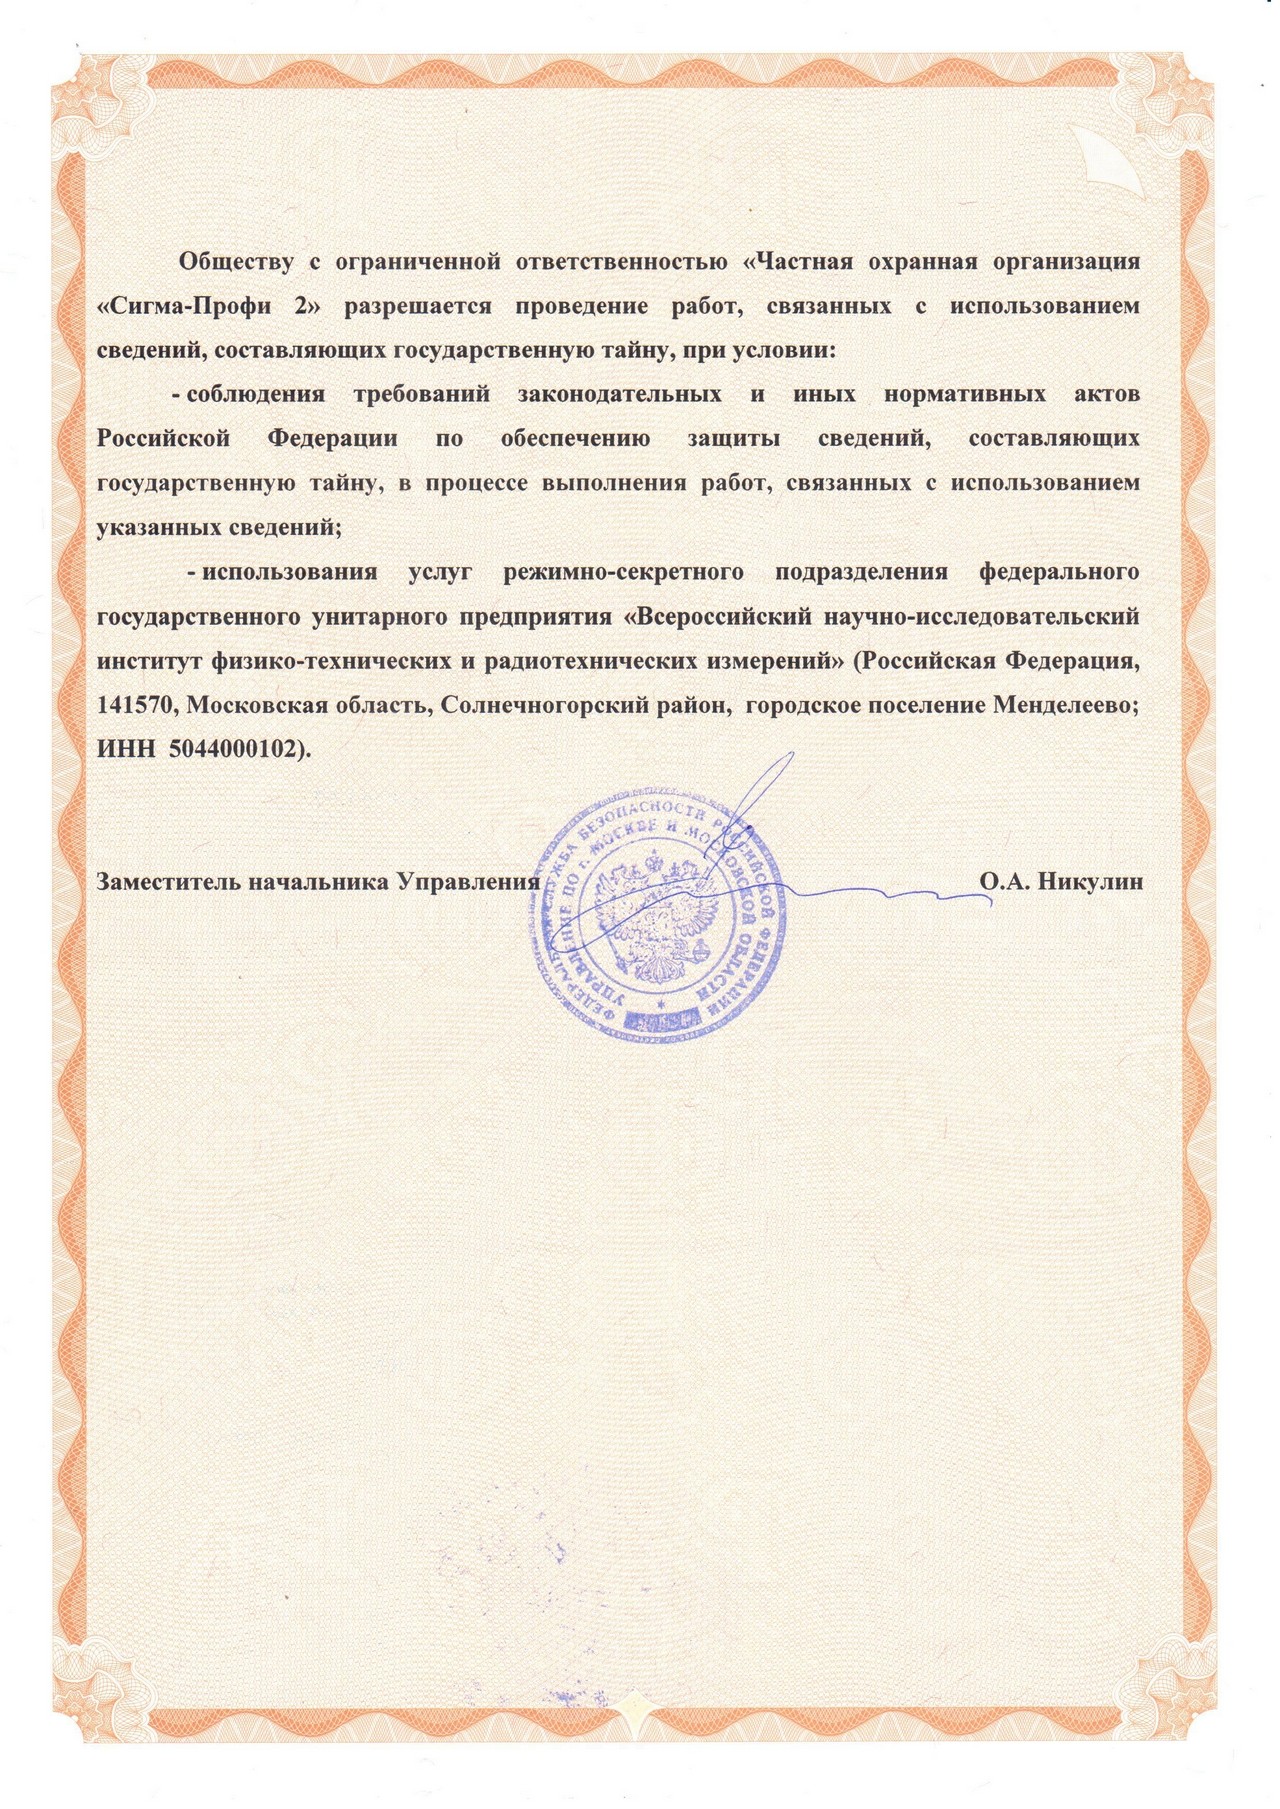 Обществу с ограниченной ответственностью «Частная охранная организация
«Сигма-Профи 2» разрешается проведение работ, связанных с использованием
сведений, составляющих государственную тайну, при условии:
- соблюдения требований законодательных и иных нормативных актов
Российской Федерации по обеспечению защиты сведений, составляющих
государственную тайну, в процессе выполнения работ, связанных с использованием
указанных сведений;
- использования услуг режимно-секретного подразделения федерального
государственного унитарного предприятия «Всероссийский научно-исследовательский
институт физико-технических и радиотехнических измерений» (Российская Федерация,
141570, Московская область, Солнечногорский район, городское поселение Менделеево;
ИНН 5044000102).
Заместитель начальника Управления
О.А. Никулин
ФЕДЕРАЛЬНАЯ СЛУЖБА БЕЗОПАСНОСТИ РОССИЙСКОЙ ФЕДЕРАЦИИ
УПРАВЛЕНИЕ ПО г. МОСКВЕ И МОСКОВСКОЙ ОБЛАСТИ